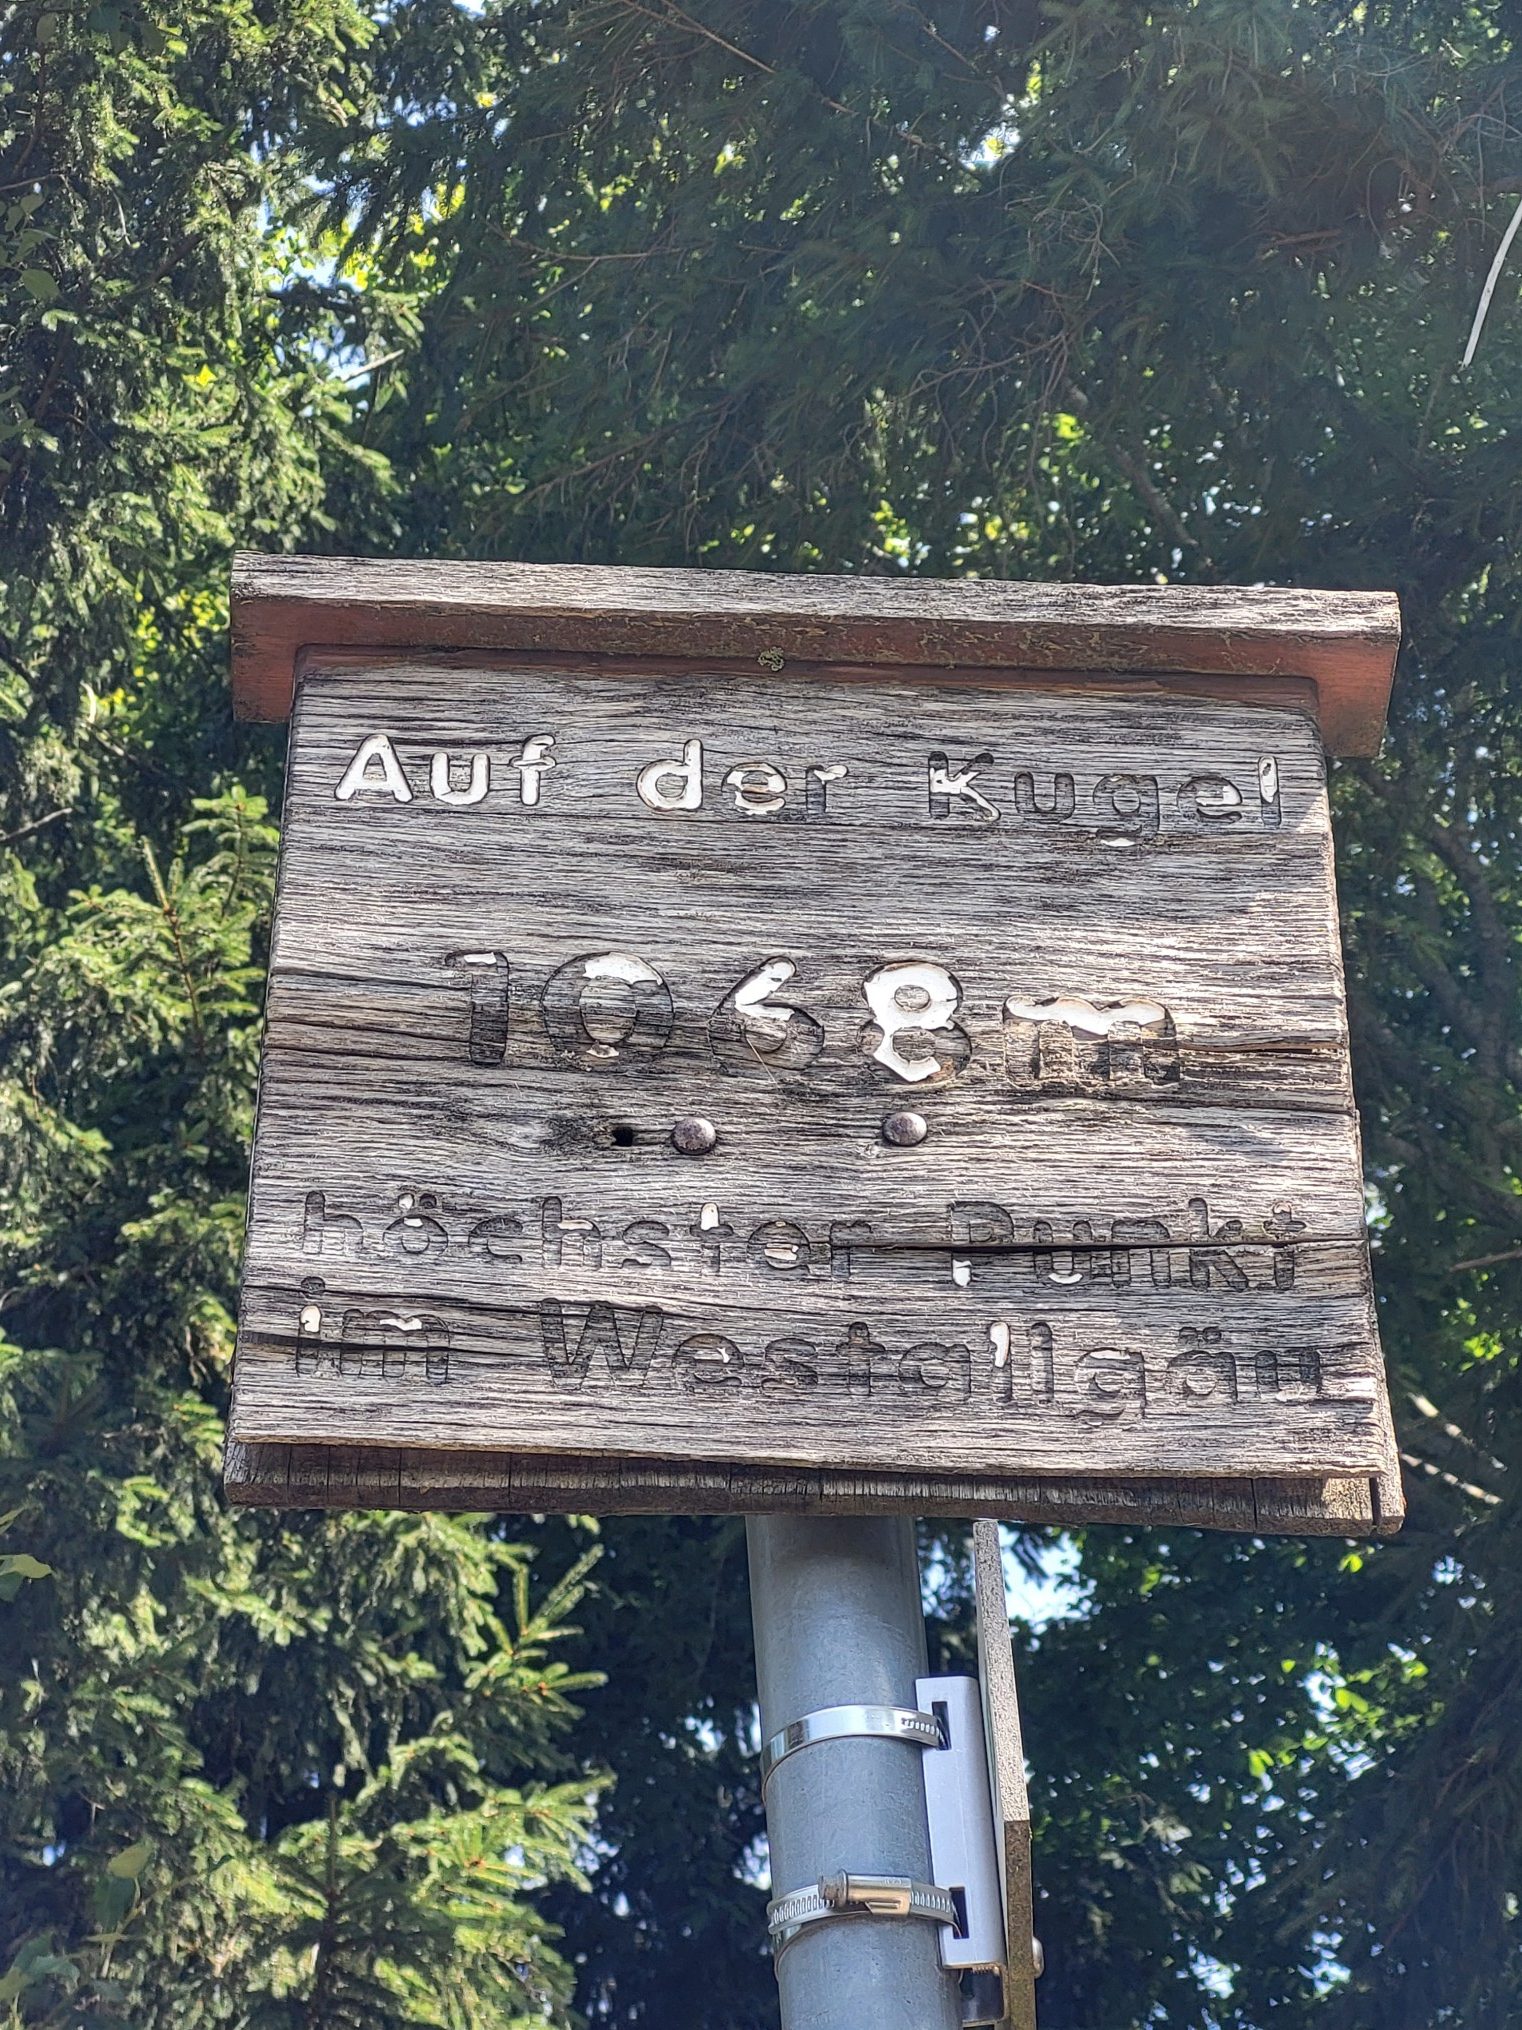 Auf der Kugel
1068m
höchster Punkt
im Westallgäu